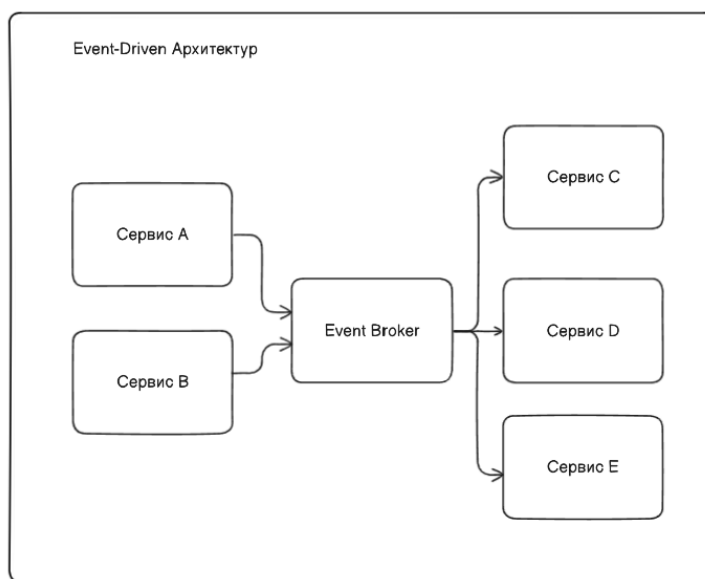 Event-Driven Архитектур
Сервис A
Сервис B
Event Broker
Сервис C
Сервис D
Сервис E